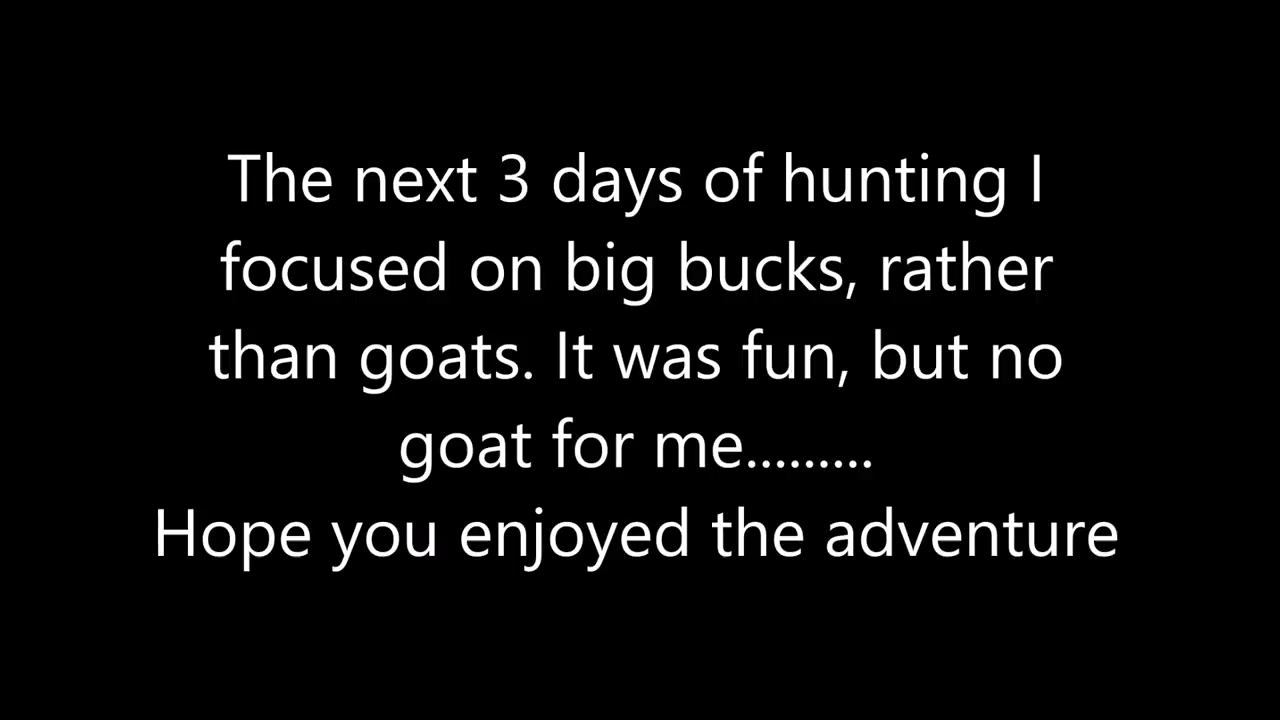 The next 3 days of hunting I
focused on big bucks, rather
than goats. It was fun, but no
goat for me.........
Hope you enjoyed the adventure